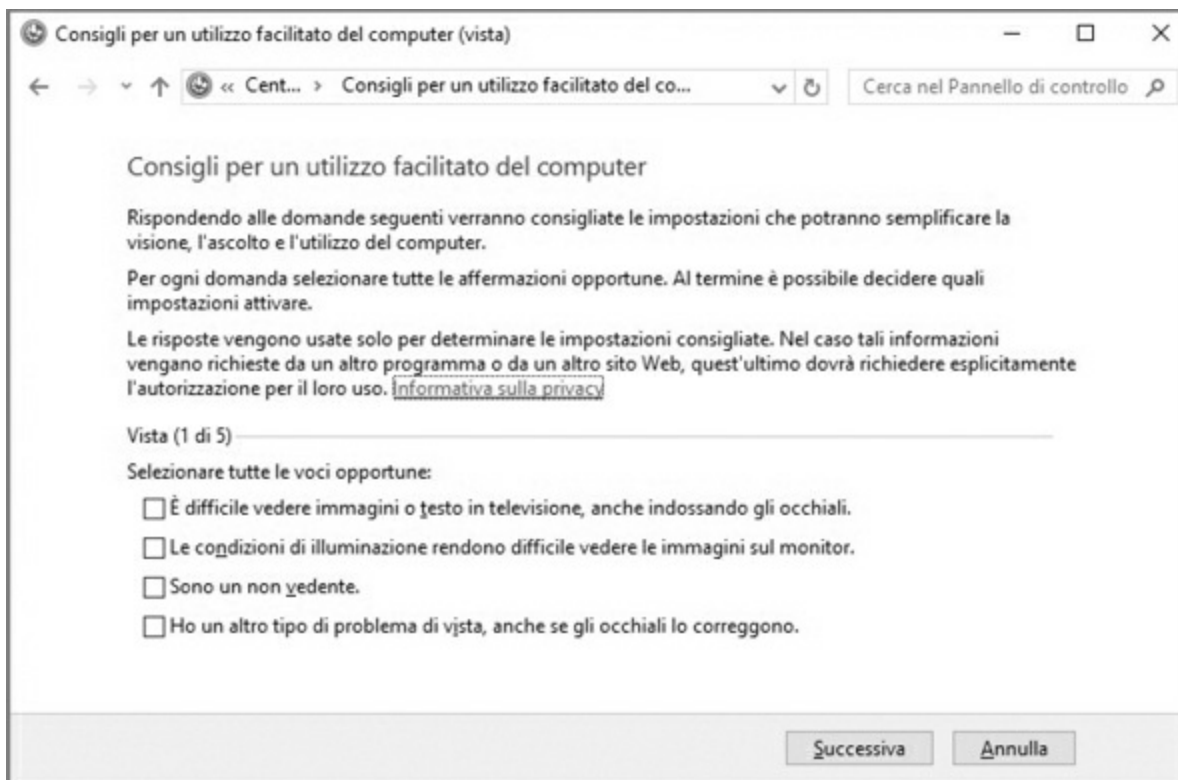 Consigli per un utilizzo facilitato del computer (vista)
« Cent... > Consigli per un utilizzo facilitato del co...
Cerca nel Pannello di controllo
Consigli per un utilizzo facilitato del computer
Rispondendo alle domande seguenti verranno consigliate le impostazioni che potranno semplificare la
visione, l'ascolto e l'utilizzo del computer.
Per ogni domanda selezionare tutte le affermazioni opportune. Al termine è possibile decidere quali
impostazioni attivare.
Le risposte vengono usate solo per determinare le impostazioni consigliate. Nel caso tali informazioni
vengano richieste da un altro programma o da un altro sito Web, quest'ultimo dovrà richiedere esplicitamente
l'autorizzazione per il loro uso. Informativa sulla privacy
Vista (1 di 5)
Selezionare tutte le voci opportune:
È difficile vedere immagini o testo in televisione, anche indossando gli occhiali.
Le condizioni di illuminazione rendono difficile vedere le immagini sul monitor.
Sono un non vedente.
Ho un altro tipo di problema di vista, anche se gli occhiali lo correggono.
Successiva
Annulla